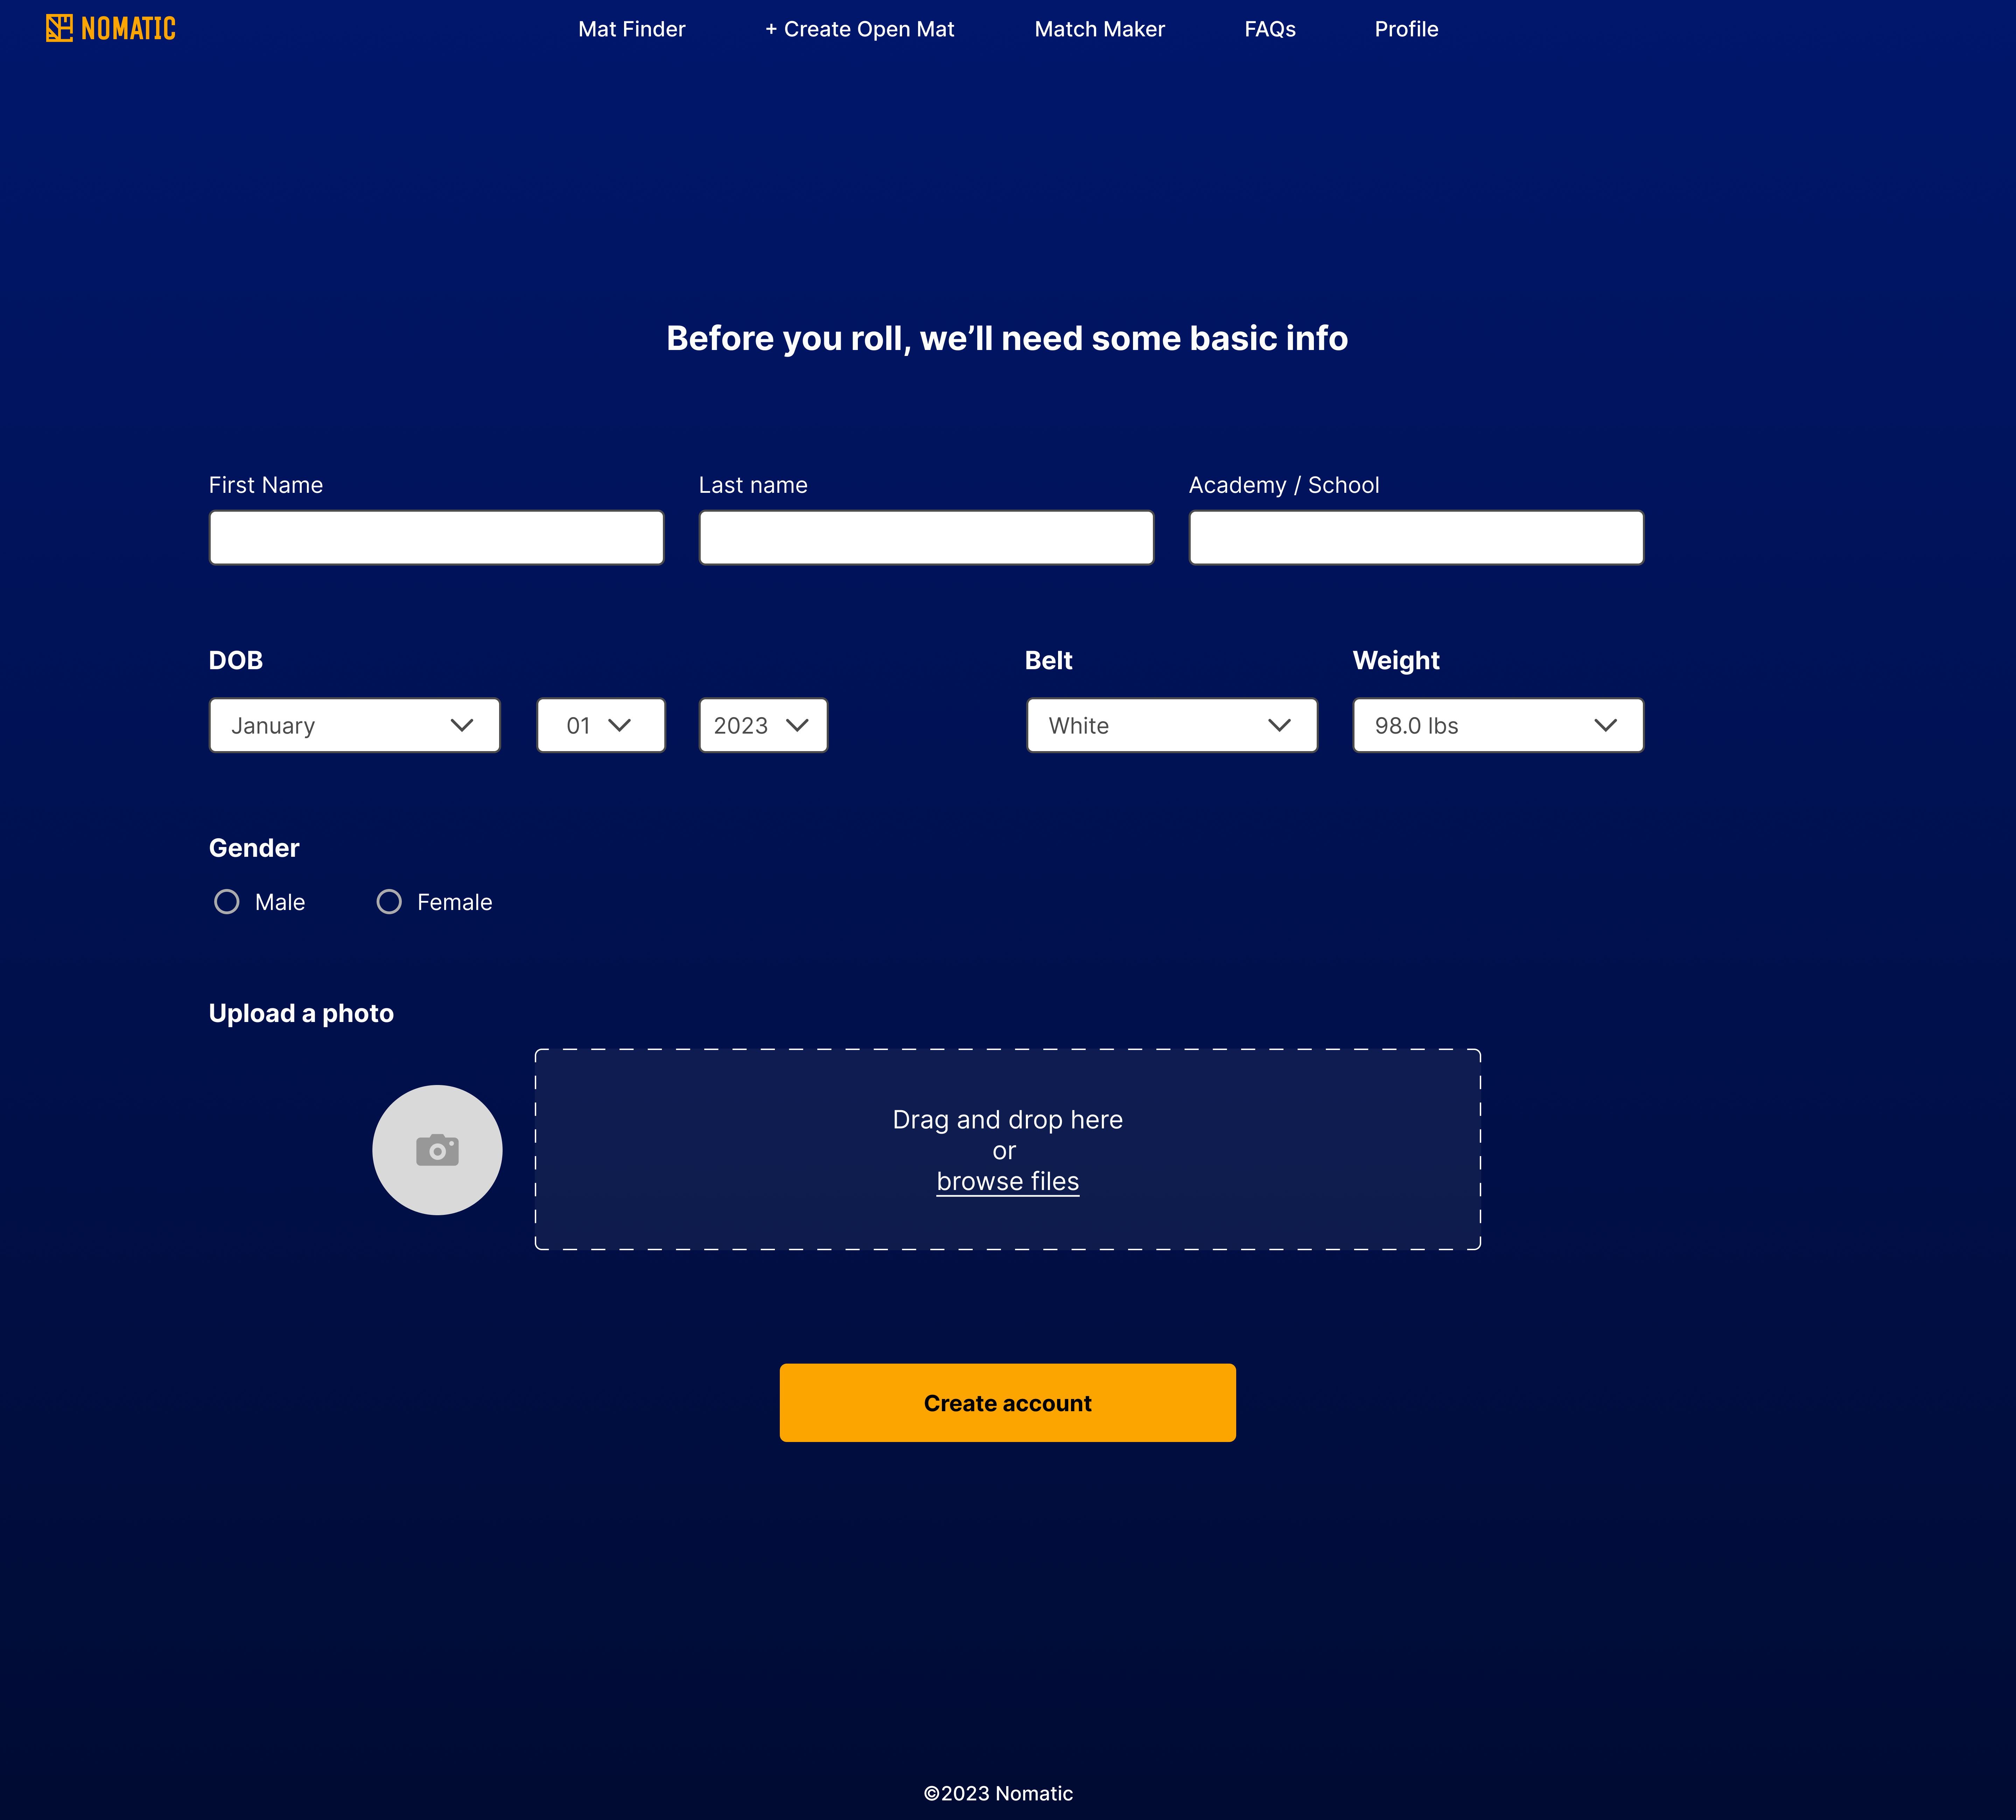 NOMATIC
Mat Finder
+ Create Open Mat
Match Maker
FAQs
Profile
Before you roll, we’ll need some basic info
First Name
Last name
Academy / School
DOB
Belt
Weight
January
01
2023
White
98.0 lbs
Gender
Male
Female
Upload a photo
Drag and drop here
or
browse files
Create account
©2023 Nomatic